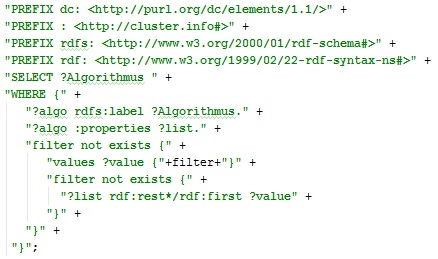 "PREFIX dc: <http://purl.org/dc/elements/1.1/>" +
"PREFIX : <http://cluster.info#>" +
"PREFIX rdfs: <http://www.w3.org/2000/01/rdf-schema#>" +
"PREFIX rdf: <http://www.w3.org/1999/02/22-rdf-syntax-ns#>" +
"SELECT ?Algorithmus " +
"WHERE {" +
"?algo rdfs:label ?Algorithmus." +
"?algo :properties ?list." +
"filter not exists {" +
"values ?value {"+filter+"}" +
"filter not exists {" +
"?list rdf:rest*/rdf:first ?value" +
"}" +
"}" +
"}";